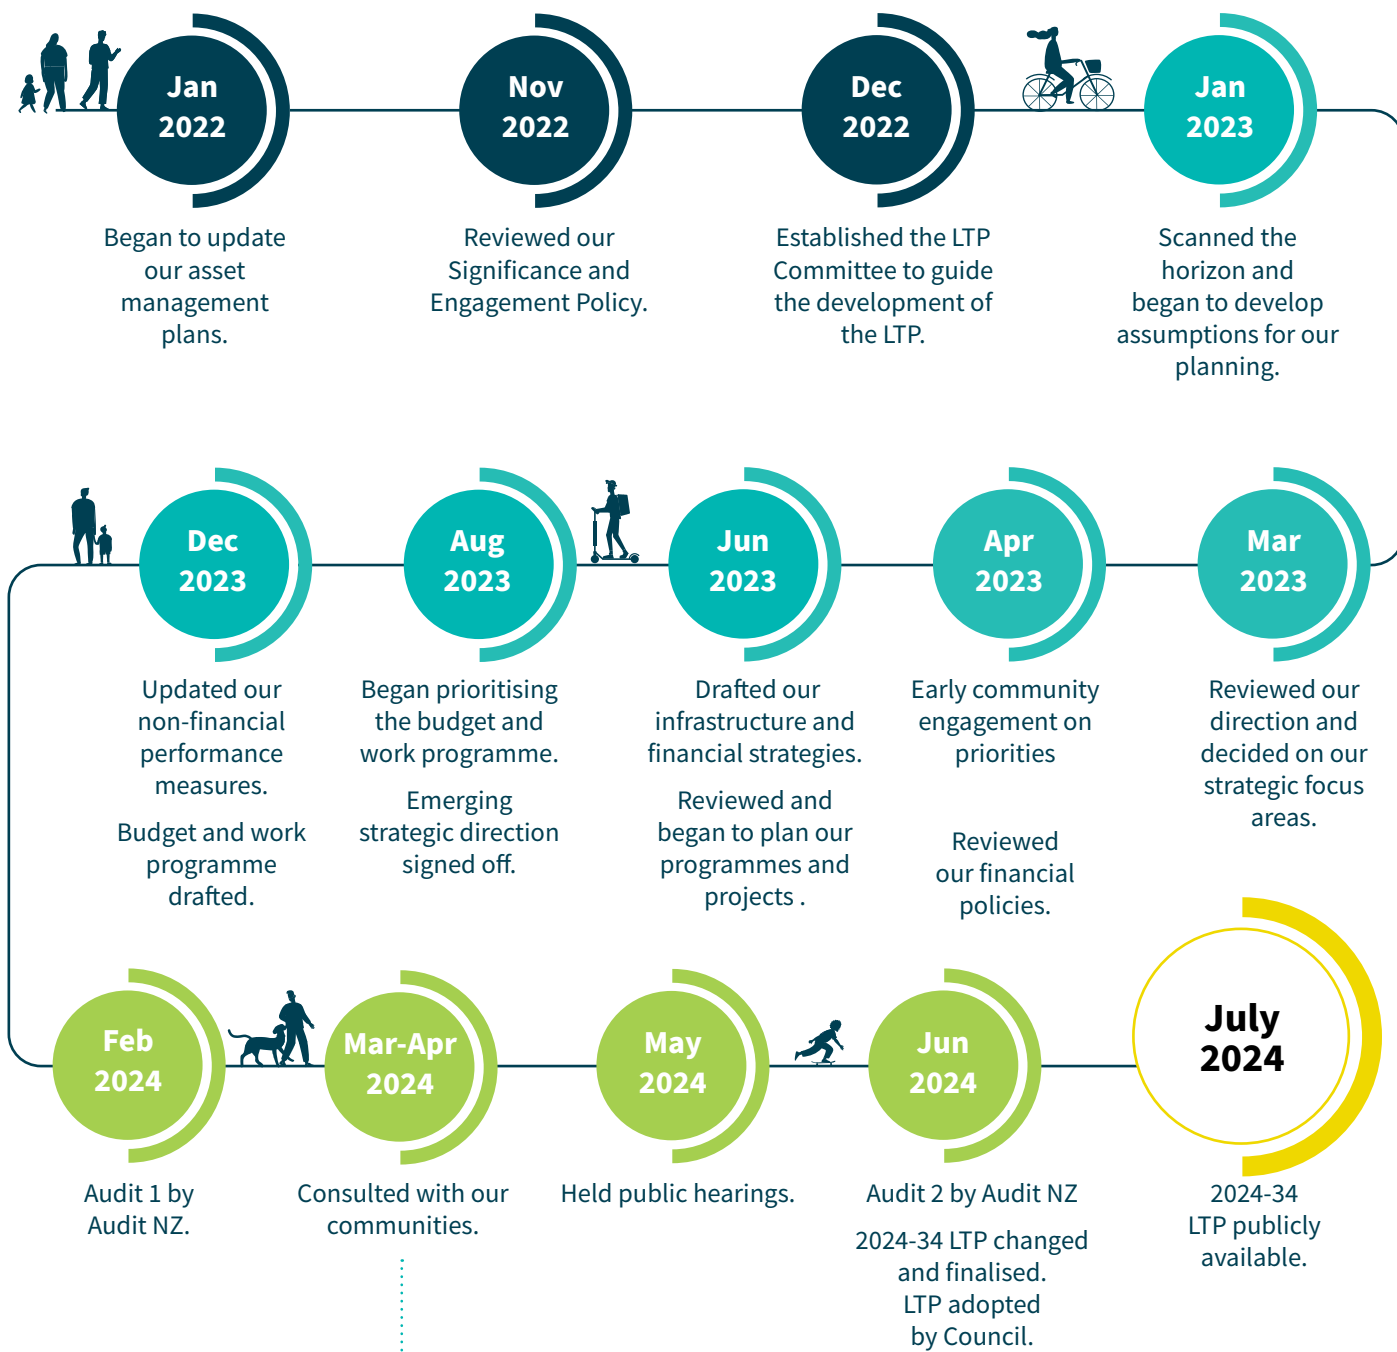 Jan
2022
Began to update
our asset
management
plans.
Nov
2022
Reviewed our
Significance and
Engagement Policy.
Dec
2022
Established the LTP
Committee to guide
the development of
the LTP.
Jan
2023
Scanned the
horizon and
began to develop
assumptions for our
planning.
Mar
2023
Reviewed our
direction and
decided on our
strategic focus
areas.
Apr
2023
Early community
engagement on
priorities
Reviewed
our financial
policies.
Jun
2023
Drafted our
infrastructure and
financial strategies.
Reviewed and
began to plan our
programmes and
projects .
Aug
2023
Began prioritising
the budget and
work programme.
Emerging
strategic direction
signed off.
Dec
2023
Updated our
non-financial
performance
measures.
Budget and work
programme
drafted.
Feb
2024
Audit 1 by
Audit NZ.
Mar-Apr
2024
Consulted with our
communities.
May
2024
Held public hearings.
Jun
2024
Audit 2 by Audit NZ
2024-34 LTP changed
and finalised.
LTP adopted
by Council.
July
2024
2024-34
LTP publicly
available.